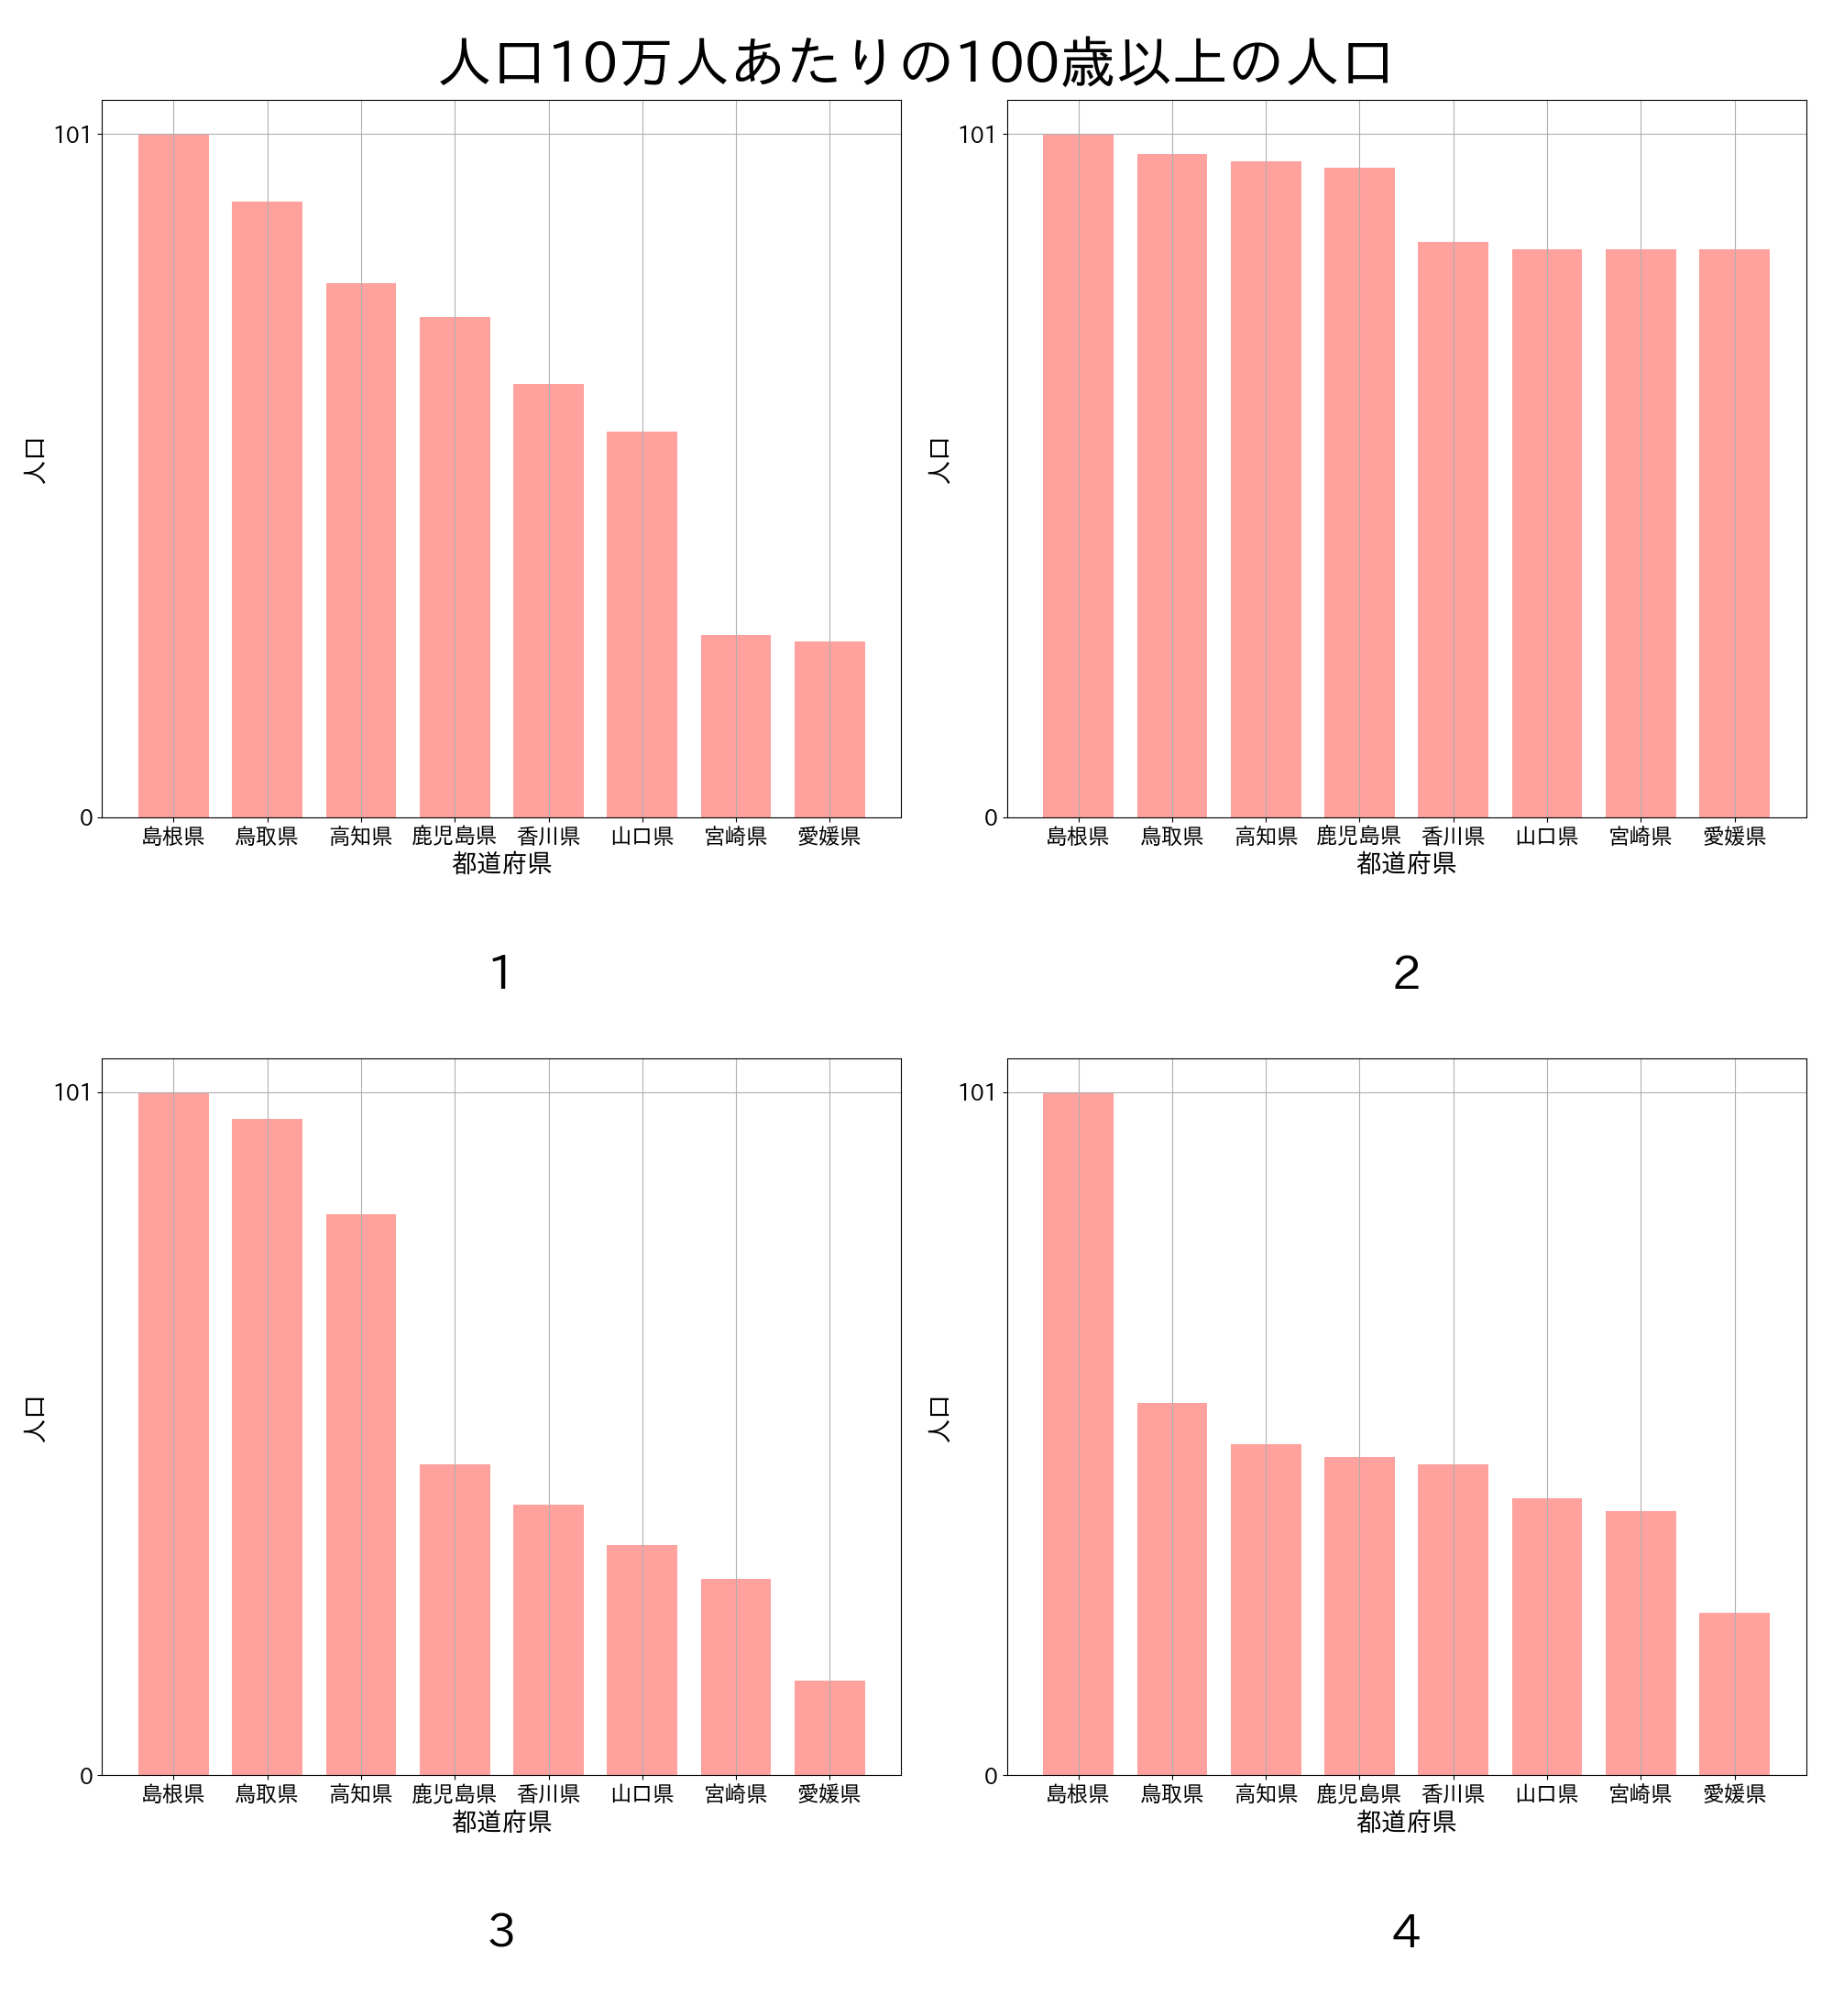 人口10万人あたりの100歳以上の人口
101
0
人口
島根県 鳥取県 高知県 鹿児島県 香川県 山口県 宮崎県 愛媛県
都道府県
1
101
0
人口
島根県 鳥取県 高知県 鹿児島県 香川県 山口県 宮崎県 愛媛県
都道府県
2
101
0
人口
島根県 鳥取県 高知県 鹿児島県 香川県 山口県 宮崎県 愛媛県
都道府県
3
101
0
人口
島根県 鳥取県 高知県 鹿児島県 香川県 山口県 宮崎県 愛媛県
都道府県
4